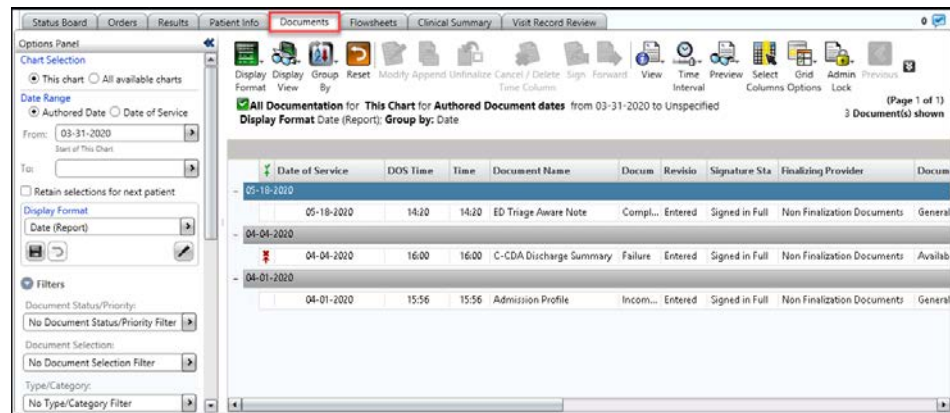 Status Board Orders Results Patient Info Documents Flowsheets Clinical Summary Visit Record Review 0
Options Panel
Chart Selection
This chart All available charts
Date Range
Authored Date Date of Service
From: 03-31-2020
Start of This Chart
To:
Retain selections for next patient
Display Format
Date (Report)
Filters
Document Status/Priority:
No Document Status/Priority Filter
Document Selection:
No Document Selection Filter
Type/Category:
No Type/Category Filter
Display Format Display View Group By Reset Modify Append Unfinalize Cancel / Delete Sign Forward View Time Preview Select Grid Admin Previous
Time Column Interval Columns Options Lock
All Documentation for This Chart for Authored Document dates from 03-31-2020 to Unspecified
Display Format Date (Report); Group by: Date
(Page 1 of 1)
3 Document(s) shown
Date of Service DOS Time Time Document Name Docum Revisio Signature Sta Finalizing Provider Docum
05-18-2020
05-18-2020 14:20 14:20 ED Triage Aware Note Compl... Entered Signed in Full Non Finalization Documents General
04-04-2020
04-04-2020 16:00 16:00 C-CDA Discharge Summary Failure Entered Signed in Full Non Finalization Documents Availab
04-01-2020
04-01-2020 15:56 15:56 Admission Profile Incom... Entered Signed in Full Non Finalization Documents General